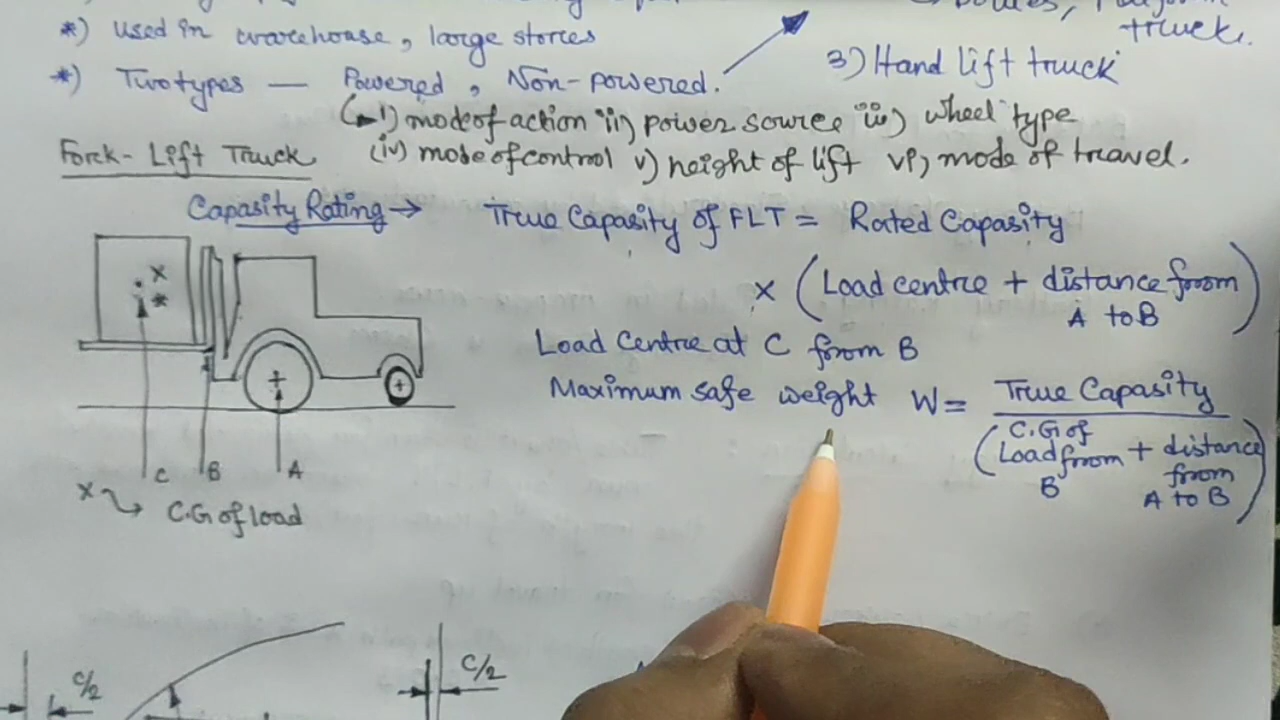 *) used in warehouse, large stores
truck.
3) Hand lift truck
*) Two types — Powered, Non-powered.
i) mode of action ii) power source iii) wheel type
Fork-Lift Truck (iv) mode of control v) height of lift vi) mode of travel.
Capasity Rating → True Capasity of FLT = Rated Capasity
× (Load centre + distance from
A to B)
Load Centre at C from B
Maximum safe weight W = True Capasity
(C.G of
Load from + distance
B from
A to B)
X
*
C B A
X → C.G of load
C/2 C/2